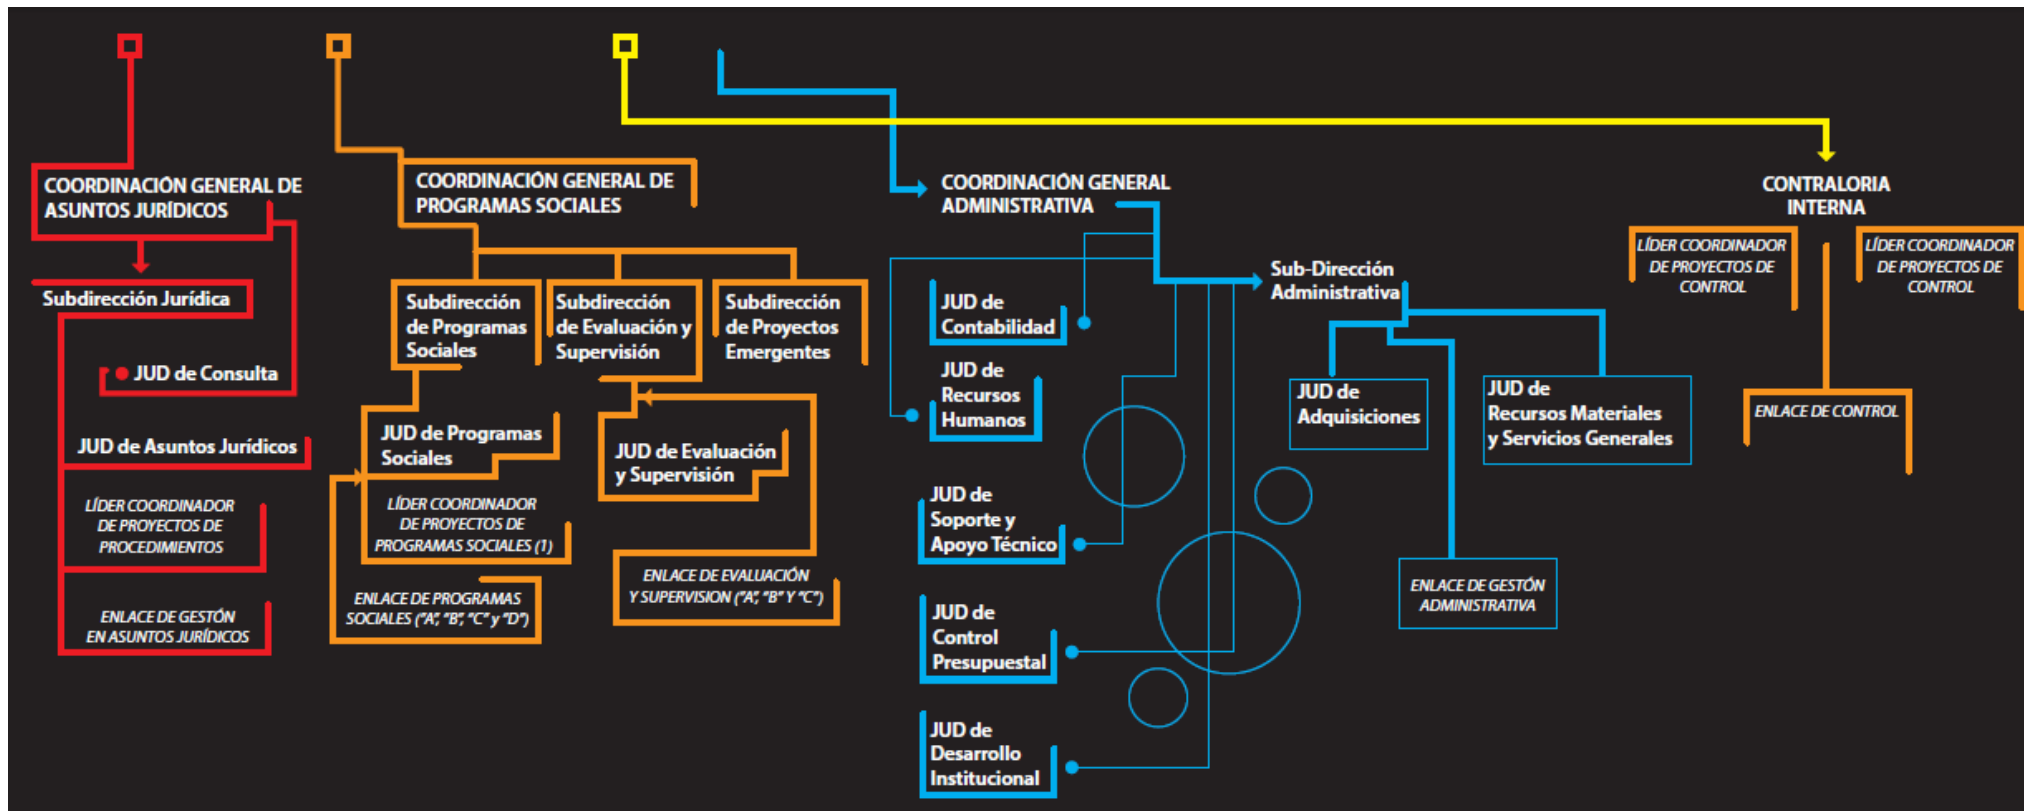 COORDINACIÓN GENERAL DE
ASUNTOS JURÍDICOS
Subdirección Jurídica
JUD de Consulta
JUD de Asuntos Jurídicos
LÍDER COORDINADOR
DE PROYECTOS DE
PROCEDIMIENTOS
ENLACE DE GESTIÓN
EN ASUNTOS JURÍDICOS
COORDINACIÓN GENERAL DE
PROGRAMAS SOCIALES
Subdirección
de Programas
Sociales
Subdirección
de Evaluación y
Supervisión
Subdirección
de Proyectos
Emergentes
JUD de Programas
Sociales
LÍDER COORDINADOR
DE PROYECTOS DE
PROGRAMAS SOCIALES (1)
ENLACE DE PROGRAMAS
SOCIALES ("A", "B", "C" y "D")
JUD de Evaluación
y Supervisión
ENLACE DE EVALUACIÓN
Y SUPERVISION ("A", "B" Y "C")
COORDINACIÓN GENERAL
ADMINISTRATIVA
JUD de
Contabilidad
JUD de
Recursos
Humanos
JUD de
Soporte y
Apoyo Técnico
JUD de
Control
Presupuestal
JUD de
Desarrollo
Institucional
Sub-Dirección
Administrativa
JUD de
Adquisiciones
JUD de
Recursos Materiales
y Servicios Generales
ENLACE DE GESTÓN
ADMINISTRATIVA
CONTRALORIA
INTERNA
LÍDER COORDINADOR
DE PROYECTOS DE
CONTROL
LÍDER COORDINADOR
DE PROYECTOS DE
CONTROL
ENLACE DE CONTROL